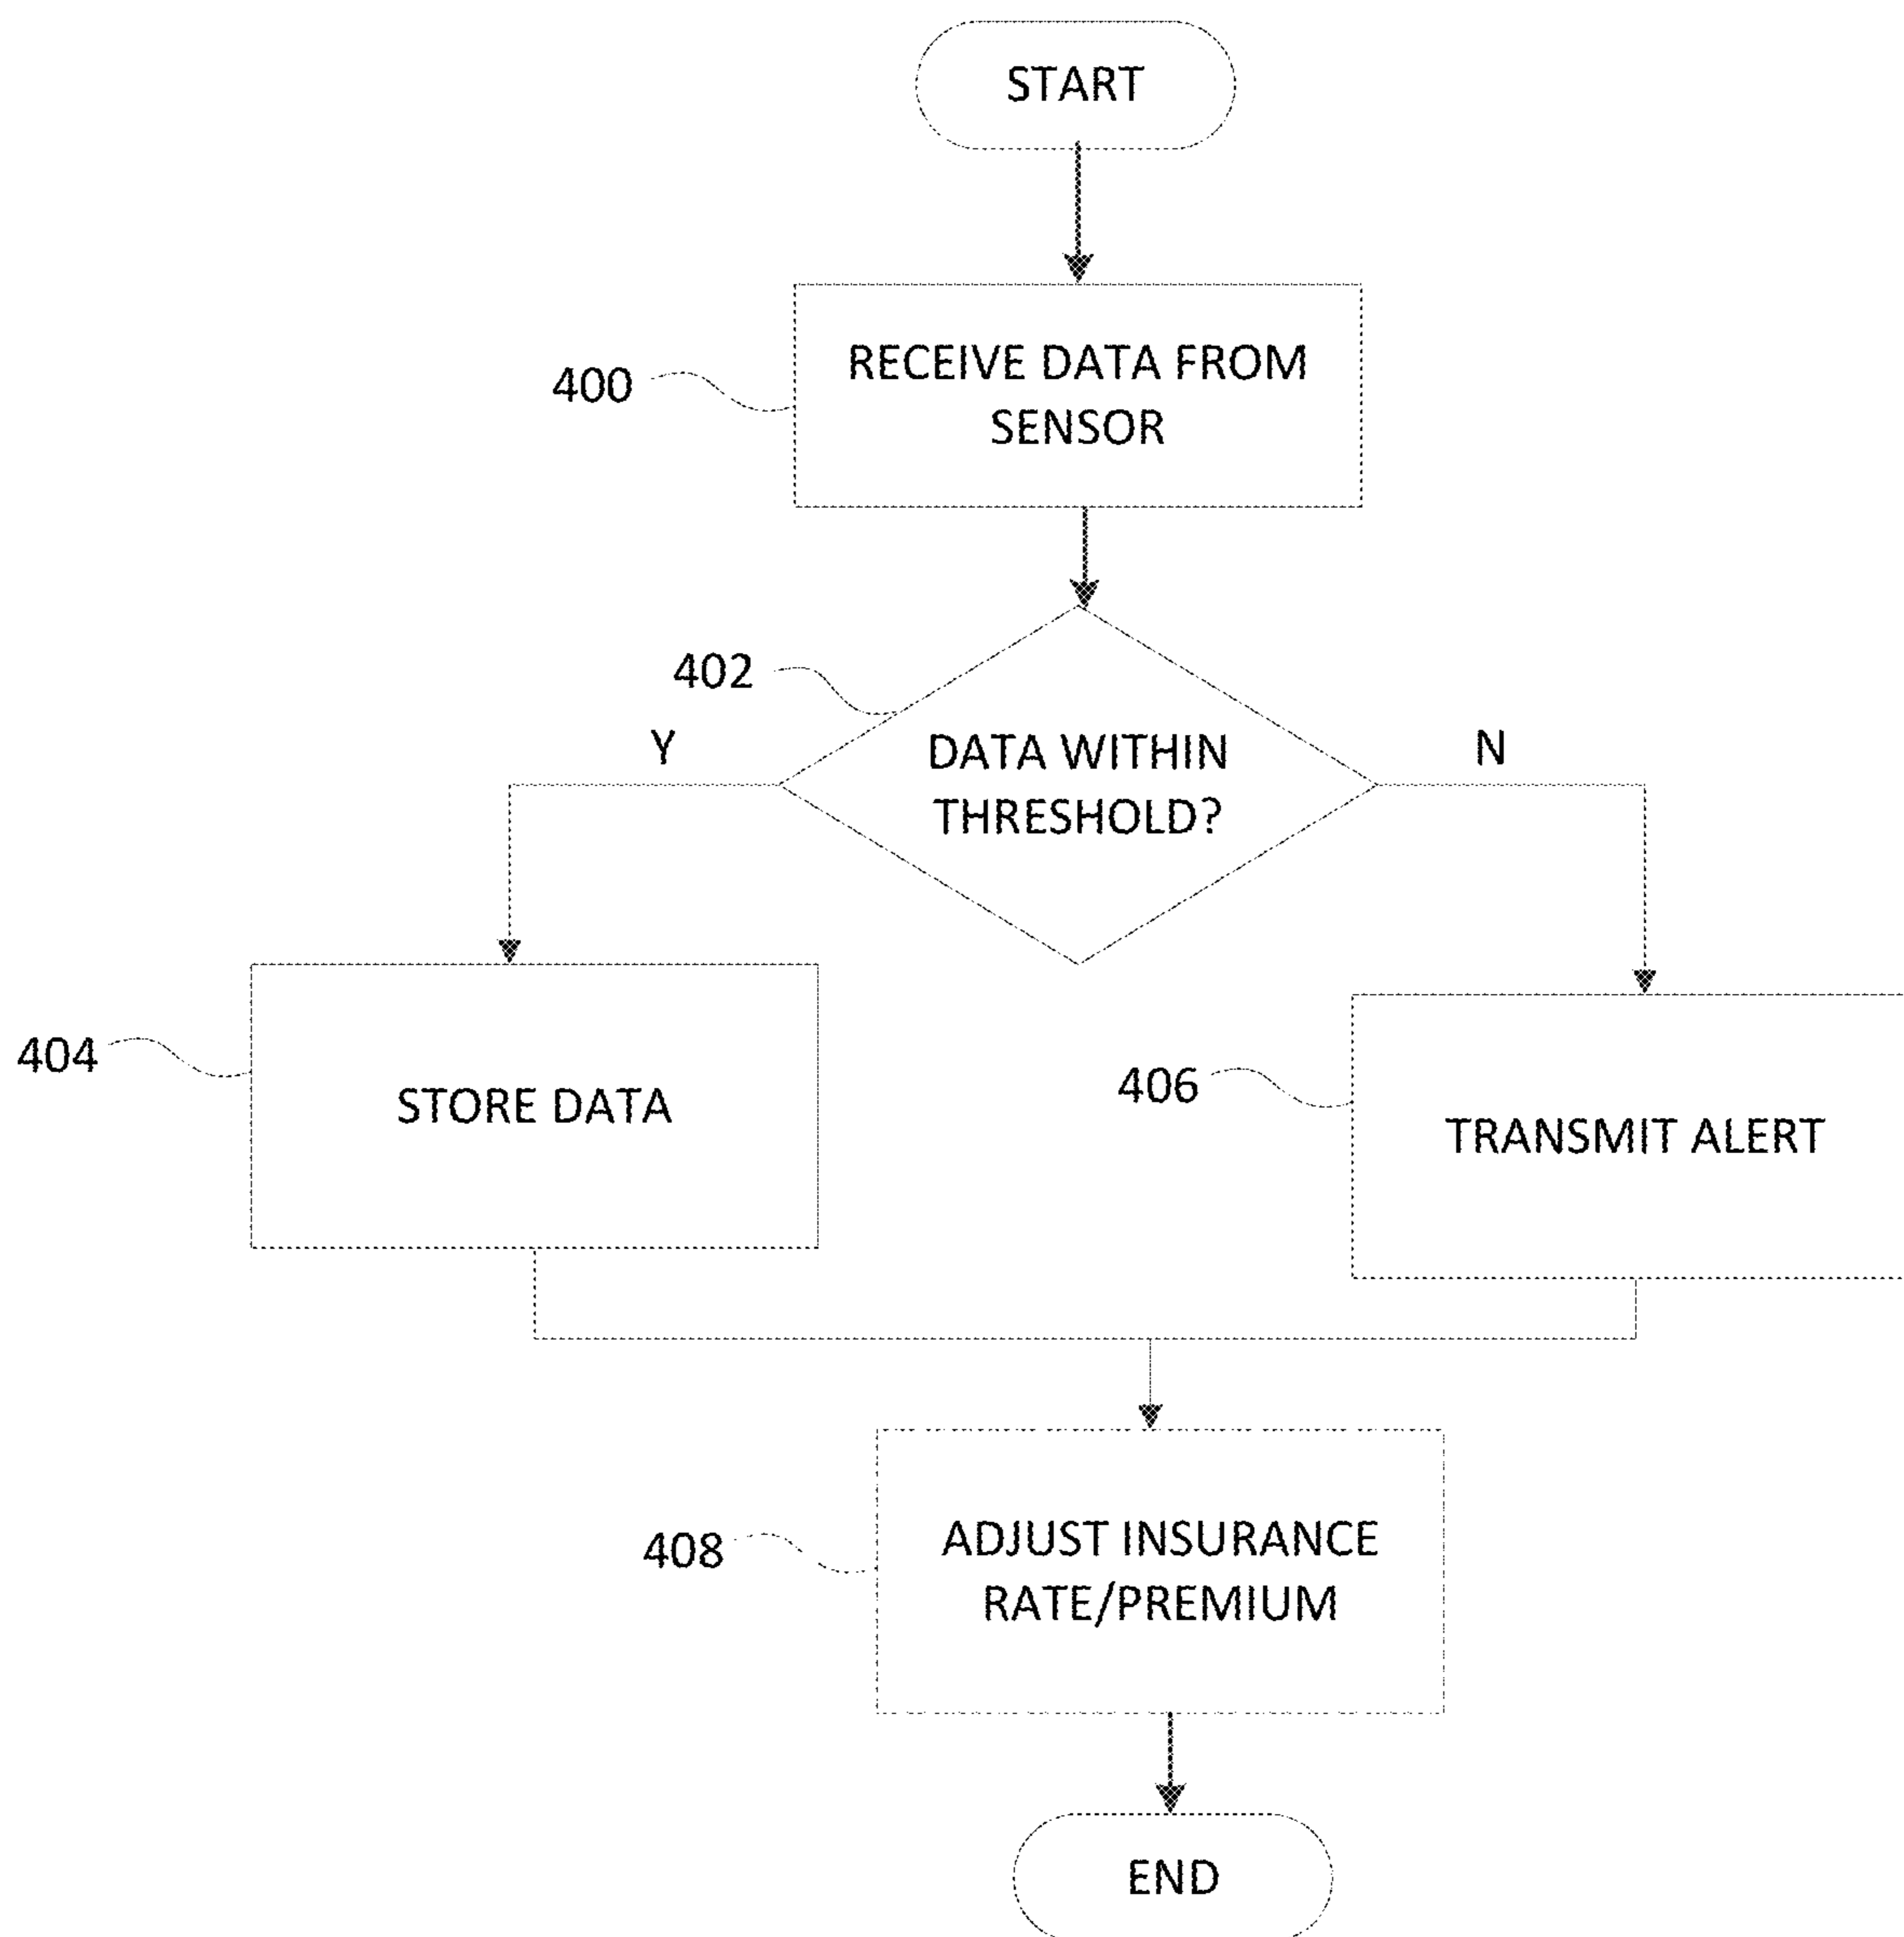 START
400
RECEIVE DATA FROM
SENSOR
402
Y
DATA WITHIN
THRESHOLD?
N
404
STORE DATA
406
TRANSMIT ALERT
408
ADJUST INSURANCE
RATE/PREMIUM
END